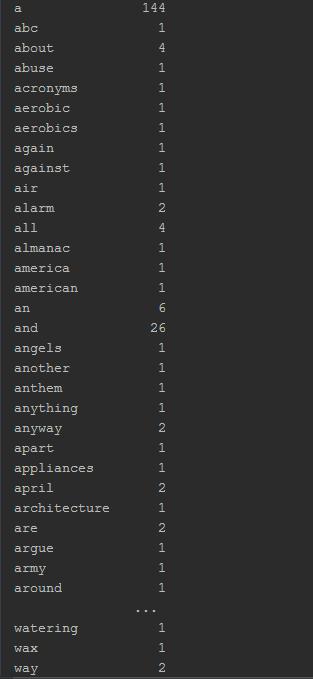 a 144
abc 1
about 4
abuse 1
acronyms 1
aerobic 1
aerobics 1
again 1
against 1
air 1
alarm 2
all 4
almanac 1
america 1
american 1
an 6
and 26
angels 1
another 1
anthem 1
anything 1
anyway 2
apart 1
appliances 1
april 2
architecture 1
are 2
argue 1
army 1
around 1
...
watering 1
wax 1
way 2